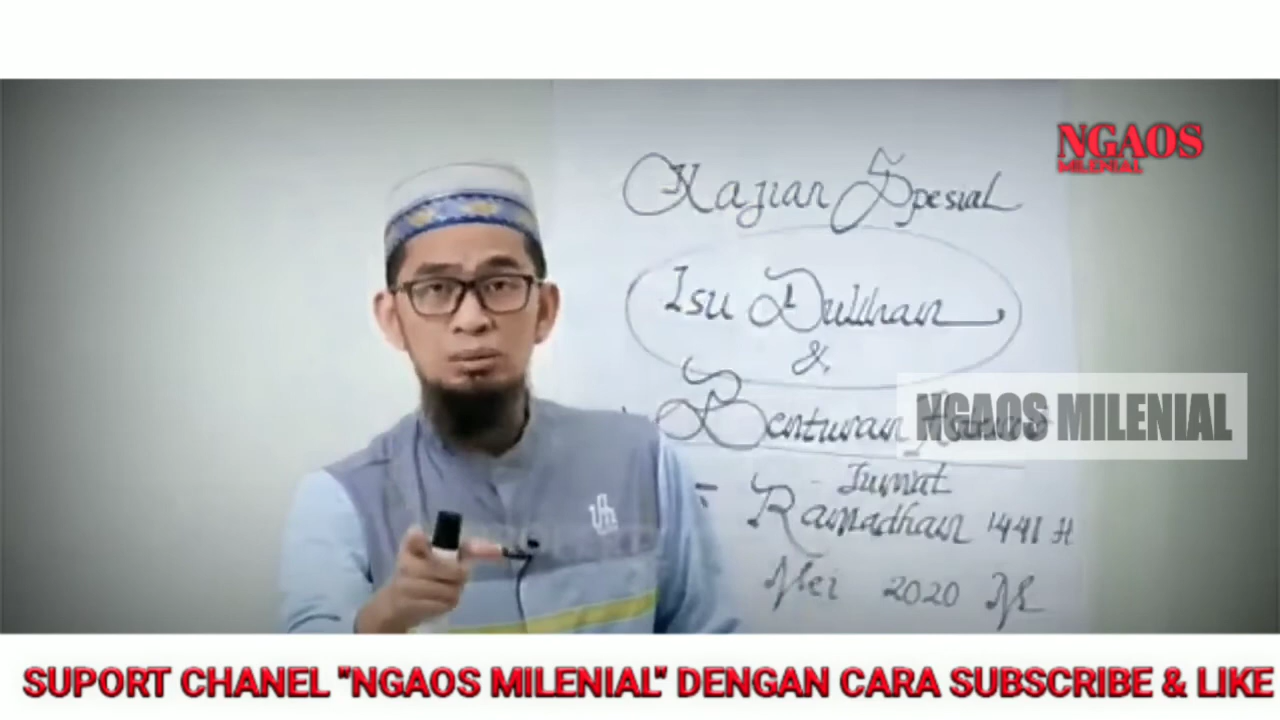 NGAOS
MILENIAL
Kajian Spesial
Isu Dukhan
&
Benturan
NGAOS MILENIAL
- Jumat
Ramadhan 1441 H
Mei 2020 M
SUPORT CHANEL "NGAOS MILENIAL" DENGAN CARA SUBSCRIBE & LIKE